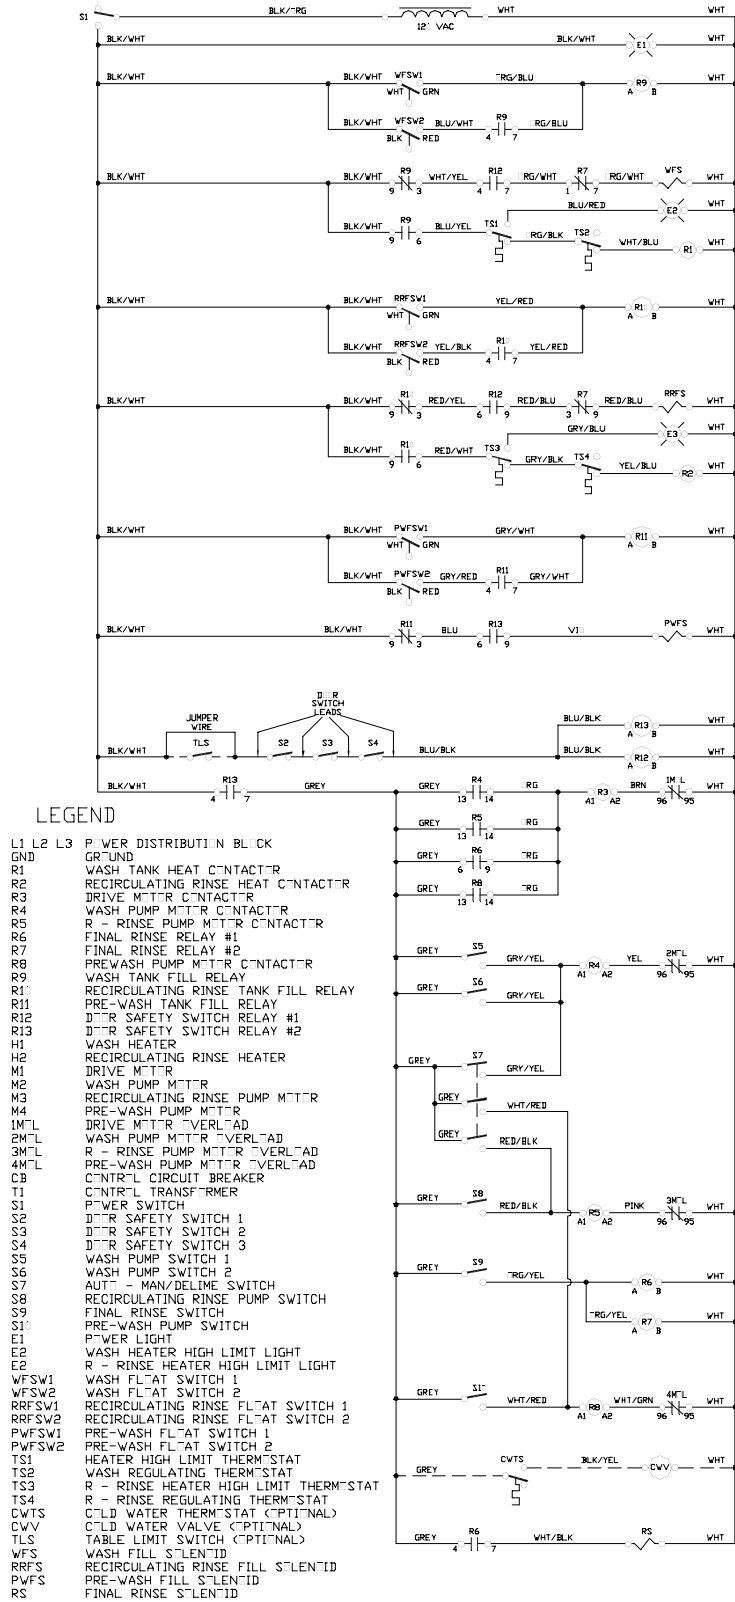 S1 BLK/ORG WHT WHT
120 VAC
BLK/WHT BLK/WHT E1 WHT
BLK/WHT BLK/WHT WFSW1 ORG/BLU R9 WHT
WHT GRN A B
BLK/WHT WFSW2 BLU/WHT R9 ORG/BLU
BLK RED 4 7
BLK/WHT BLK/WHT R9 WHT/YEL R12 ORG/WHT R7 ORG/WHT WFS WHT
9 3 4 7 1 7
BLU/RED E2 WHT
BLK/WHT R9 BLU/YEL TS1 ORG/BLK TS2 WHT/BLU R1 WHT
9 6
BLK/WHT BLK/WHT RRFSW1 YEL/RED R10 WHT
WHT GRN A B
BLK/WHT RRFSW2 YEL/BLK R10 YEL/RED
BLK RED 4 7
BLK/WHT BLK/WHT R10 RED/YEL R12 RED/BLU R7 RED/BLU RRFS WHT
9 3 6 9 3 9
GRY/BLU E3 WHT
BLK/WHT R10 RED/WHT TS3 GRY/BLK TS4 YEL/BLU R2 WHT
9 6
BLK/WHT BLK/WHT PWFSW1 GRY/WHT R11 WHT
WHT GRN A B
BLK/WHT PWFSW2 GRY/RED R11 GRY/WHT
BLK RED 4 7
BLK/WHT BLK/WHT R11 BLU R13 VIO PWFS WHT
9 3 6 9
DOOR
SWITCH
LEADS
JUMPER
WIRE
BLU/BLK R13 WHT
A B
BLK/WHT TLS S2 S3 S4 BLU/BLK BLU/BLK R12 WHT
A B
BLK/WHT R13 GREY GREY R4 ORG R3 BRN 1MOL WHT
4 7 13 14 A1 A2 96 95
GREY R5
13 14
GREY R6 ORG
6 9
GREY R8 ORG
13 14
GREY S5 GRY/YEL R4 YEL 2MOL WHT
A1 A2 96 95
GREY S6 GRY/YEL
GREY S7 GRY/YEL
GREY WHT/RED
GREY RED/BLK
GREY S8 RED/BLK R5 PINK 3MOL WHT
A1 A2 96 95
GREY S9 ORG/YEL R6 WHT
A B
ORG/YEL R7 WHT
A B
GREY S10 WHT/RED R8 WHT/GRN 4MOL WHT
A1 A2 96 95
GREY CWTS BLK/YEL CWV WHT
GREY R6 WHT/BLK RS WHT
4 7
LEGEND
L1 L2 L3 POWER DISTRIBUTION BLOCK
GND GROUND
R1 WASH TANK HEAT CONTACTOR
R2 RECIRCULATING RINSE HEAT CONTACTOR
R3 DRIVE MOTOR CONTACTOR
R4 WASH PUMP MOTOR CONTACTOR
R5 R - RINSE PUMP MOTOR CONTACTOR
R6 FINAL RINSE RELAY #1
R7 FINAL RINSE RELAY #2
R8 PREWASH PUMP MOTOR CONTACTOR
R9 WASH TANK FILL RELAY
R10 RECIRCULATING RINSE TANK FILL RELAY
R11 PRE-WASH TANK FILL RELAY
R12 DOOR SAFETY SWITCH RELAY #1
R13 DOOR SAFETY SWITCH RELAY #2
H1 WASH HEATER
H2 RECIRCULATING RINSE HEATER
M1 DRIVE MOTOR
M2 WASH PUMP MOTOR
M3 RECIRCULATING RINSE PUMP MOTOR
M4 PRE-WASH PUMP MOTOR
1MOL DRIVE MOTOR OVERLOAD
2MOL WASH PUMP MOTOR OVERLOAD
3MOL R - RINSE PUMP MOTOR OVERLOAD
4MOL PRE-WASH PUMP MOTOR OVERLOAD
CB CONTROL CIRCUIT BREAKER
T1 CONTROL TRANSFORMER
S1 POWER SWITCH
S2 DOOR SAFETY SWITCH 1
S3 DOOR SAFETY SWITCH 2
S4 DOOR SAFETY SWITCH 3
S5 WASH PUMP SWITCH 1
S6 WASH PUMP SWITCH 2
S7 AUTO - MAN/DELIME SWITCH
S8 RECIRCULATING RINSE PUMP SWITCH
S9 FINAL RINSE SWITCH
S10 PRE-WASH PUMP SWITCH
E1 POWER LIGHT
E2 WASH HEATER HIGH LIMIT LIGHT
E2 R - RINSE HEATER HIGH LIMIT LIGHT
WFSW1 WASH FLOAT SWITCH 1
WFSW2 WASH FLOAT SWITCH 2
RRFSW1 RECIRCULATING RINSE FLOAT SWITCH 1
RRFSW2 RECIRCULATING RINSE FLOAT SWITCH 2
PWFSW1 PRE-WASH FLOAT SWITCH 1
PWFSW2 PRE-WASH FLOAT SWITCH 2
TS1 HEATER HIGH LIMIT THERMOSTAT
TS2 WASH REGULATING THERMOSTAT
TS3 R - RINSE HEATER HIGH LIMIT THERMOSTAT
TS4 R - RINSE REGULATING THERMOSTAT
CWTS COLD WATER THERMOSTAT (OPTIONAL)
CWV COLD WATER VALVE (OPTIONAL)
TLS TABLE LIMIT SWITCH (OPTIONAL)
WFS WASH FILL SOLENOID
RRFS RECIRCULATING RINSE FILL SOLENOID
PWFS PRE-WASH FILL SOLENOID
RS FINAL RINSE SOLENOID